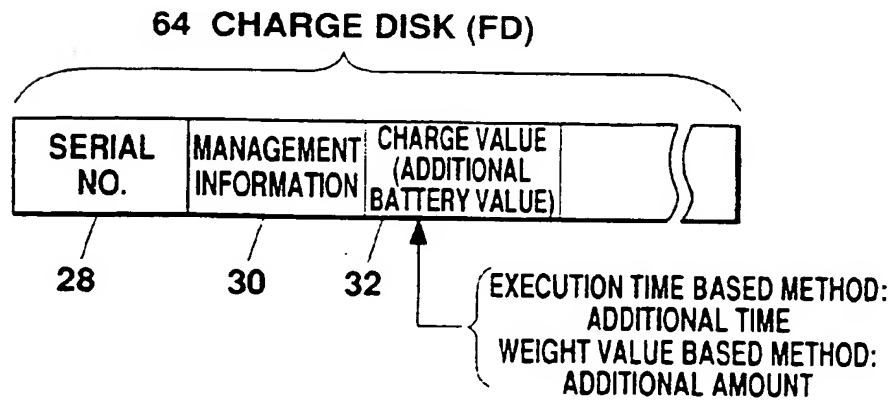 64 CHARGE DISK (FD)
SERIAL
NO.
MANAGEMENT
INFORMATION
CHARGE VALUE
(ADDITIONAL
BATTERY VALUE)
28
30
32
EXECUTION TIME BASED METHOD:
ADDITIONAL TIME
WEIGHT VALUE BASED METHOD:
ADDITIONAL AMOUNT